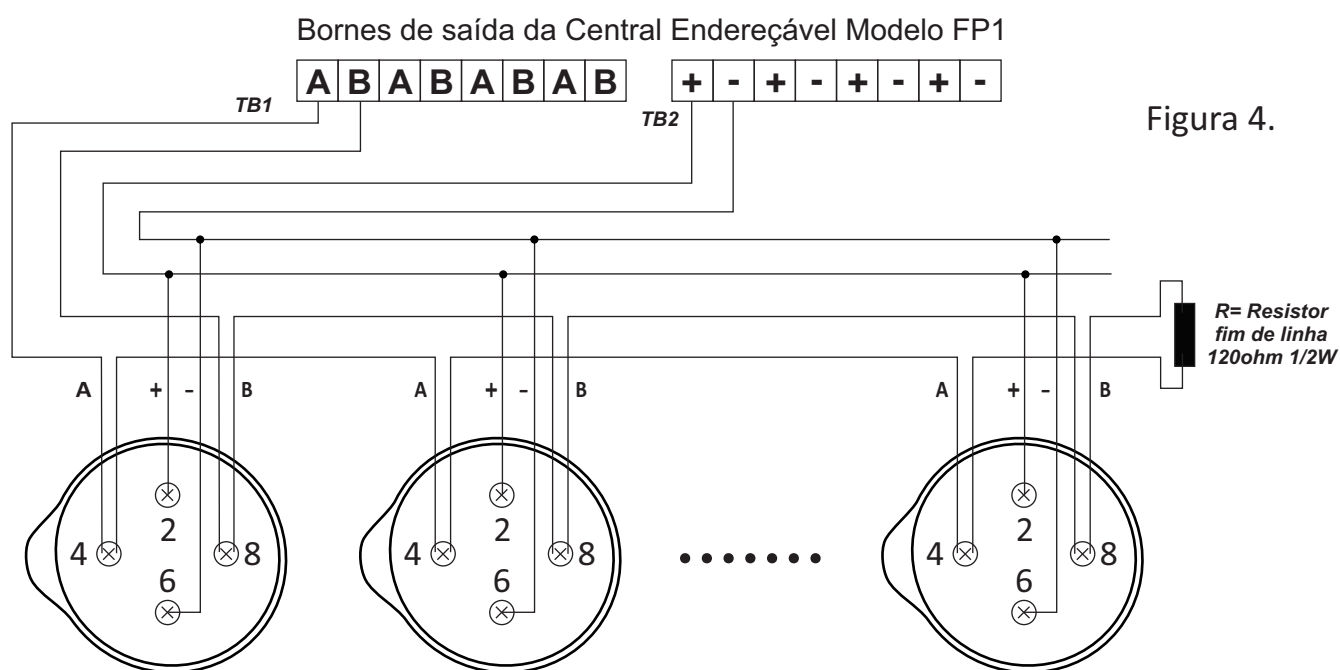 Bornes de saída da Central Endereçável Modelo FP1
A B A B A B A B
+ - + - + - + -
TB1
TB2
Figura 4.
R= Resistor
fim de linha
120ohm 1/2W
A + - B
A + - B
A + - B
2
4 8
6
2
4 8
6
2
4 8
6